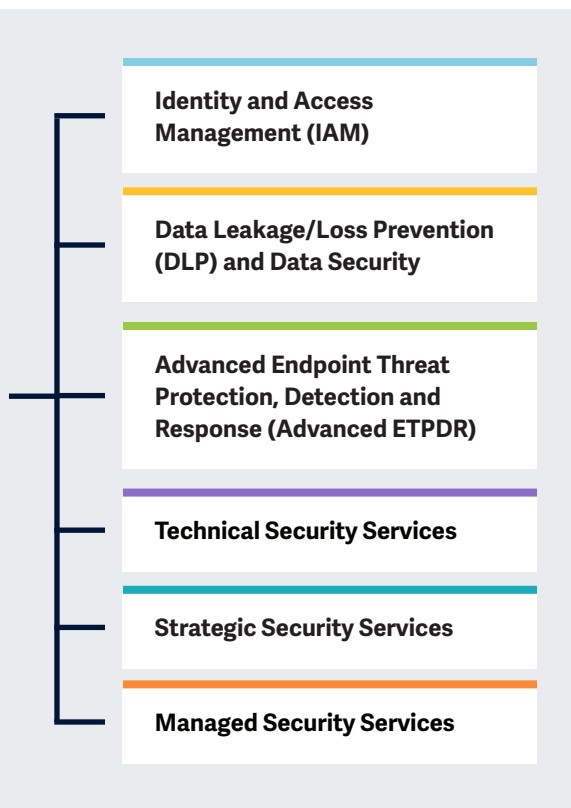 Identity and Access
Management (IAM)
Data Leakage/Loss Prevention
(DLP) and Data Security
Advanced Endpoint Threat
Protection, Detection and
Response (Advanced ETPDR)
Technical Security Services
Strategic Security Services
Managed Security Services